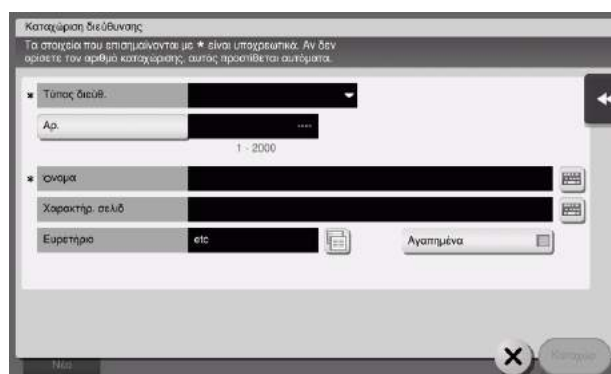 Καταχώριση διεύθυνσης
Τα στοιχεία που επισημαίνονται με * είναι υποχρεωτικά. Αν δεν
ορίσετε τον αριθμό καταχώρισης, αυτός προστίθεται αυτόματα.
* Τύπος διεύθ.
Αρ. ----
1 - 2000
* Όνομα
Χαρακτήρ. σελιδ
Ευρετήριο etc Αγαπημένα
Νέο Καταχώρ